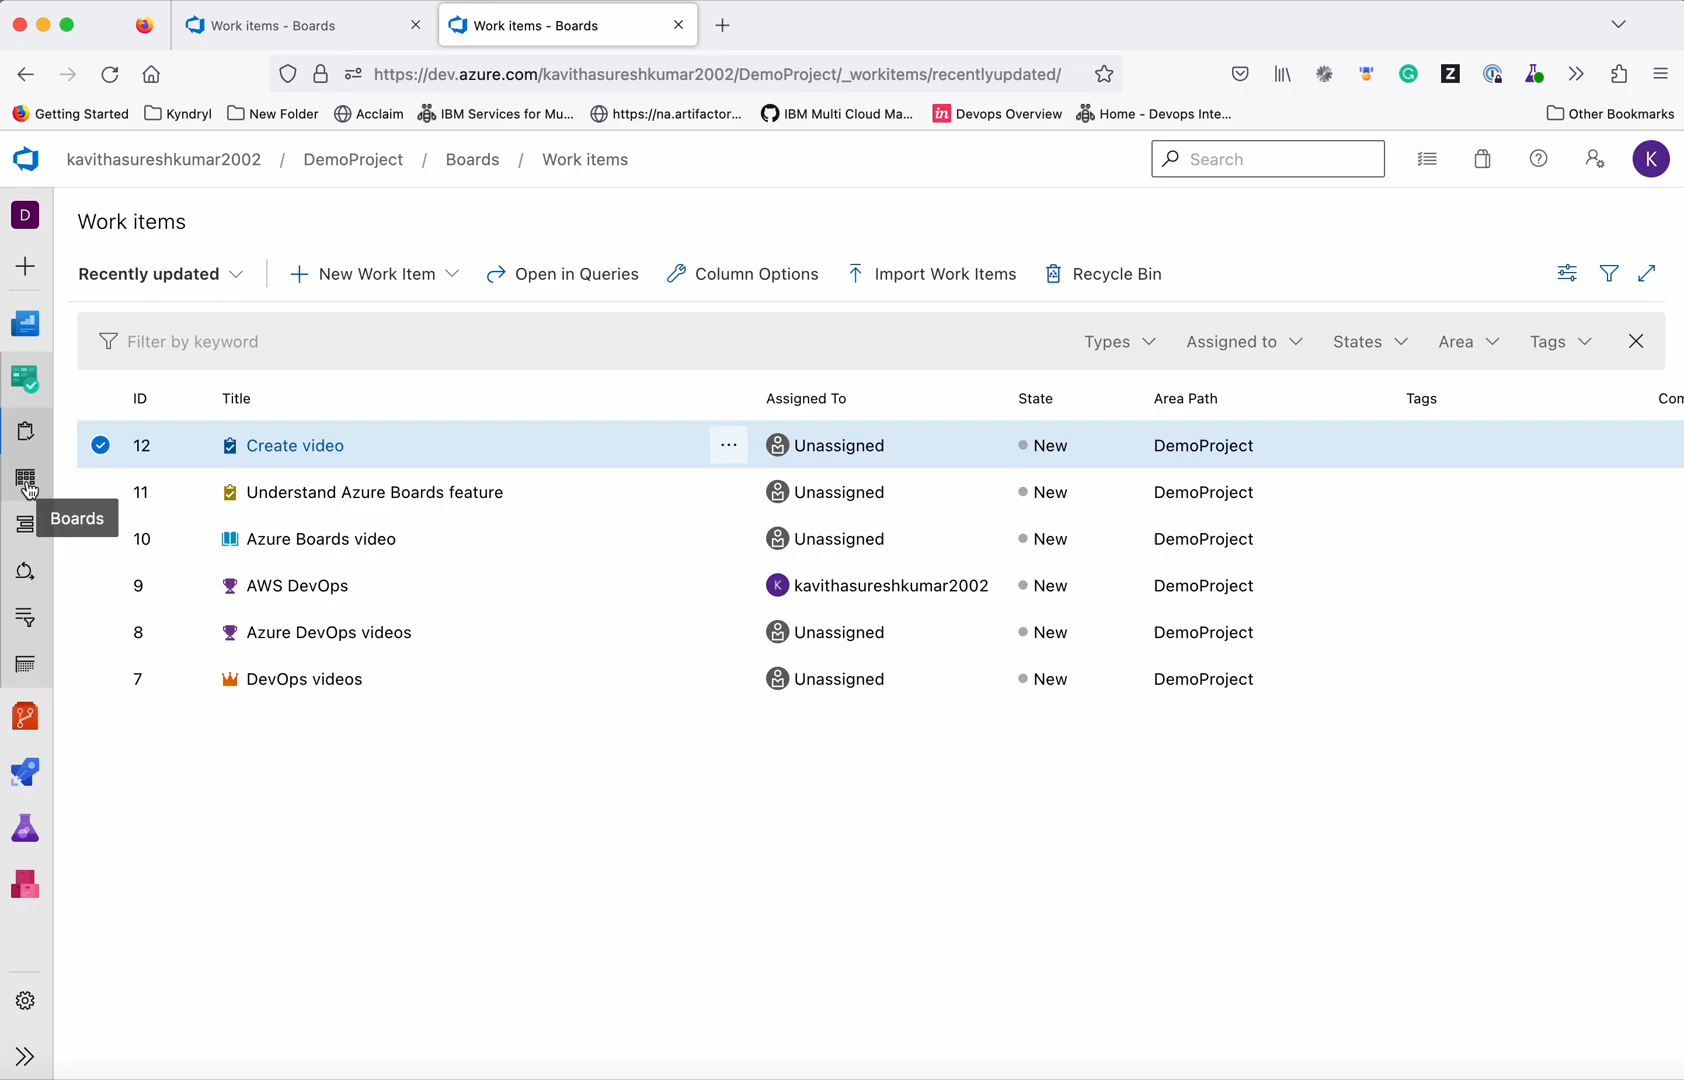 Work items - Boards
Work items - Boards
https://dev.azure.com/kavithasureshkumar2002/DemoProject/_workitems/recentlyupdated/
Z
Getting Started Kyndryl New Folder Acclaim IBM Services for Mu... https://na.artifactor... IBM Multi Cloud Ma... in Devops Overview Home - Devops Inte... Other Bookmarks
kavithasureshkumar2002 / DemoProject / Boards / Work items Search K
D
Work items
Recently updated New Work Item Open in Queries Column Options Import Work Items Recycle Bin
Filter by keyword Types Assigned to States Area Tags
ID Title Assigned To State Area Path Tags Com
12 Create video ... Unassigned New DemoProject
11 Understand Azure Boards feature Unassigned New DemoProject
Boards
10 Azure Boards video Unassigned New DemoProject
9 AWS DevOps K kavithasureshkumar2002 New DemoProject
8 Azure DevOps videos Unassigned New DemoProject
7 DevOps videos Unassigned New DemoProject